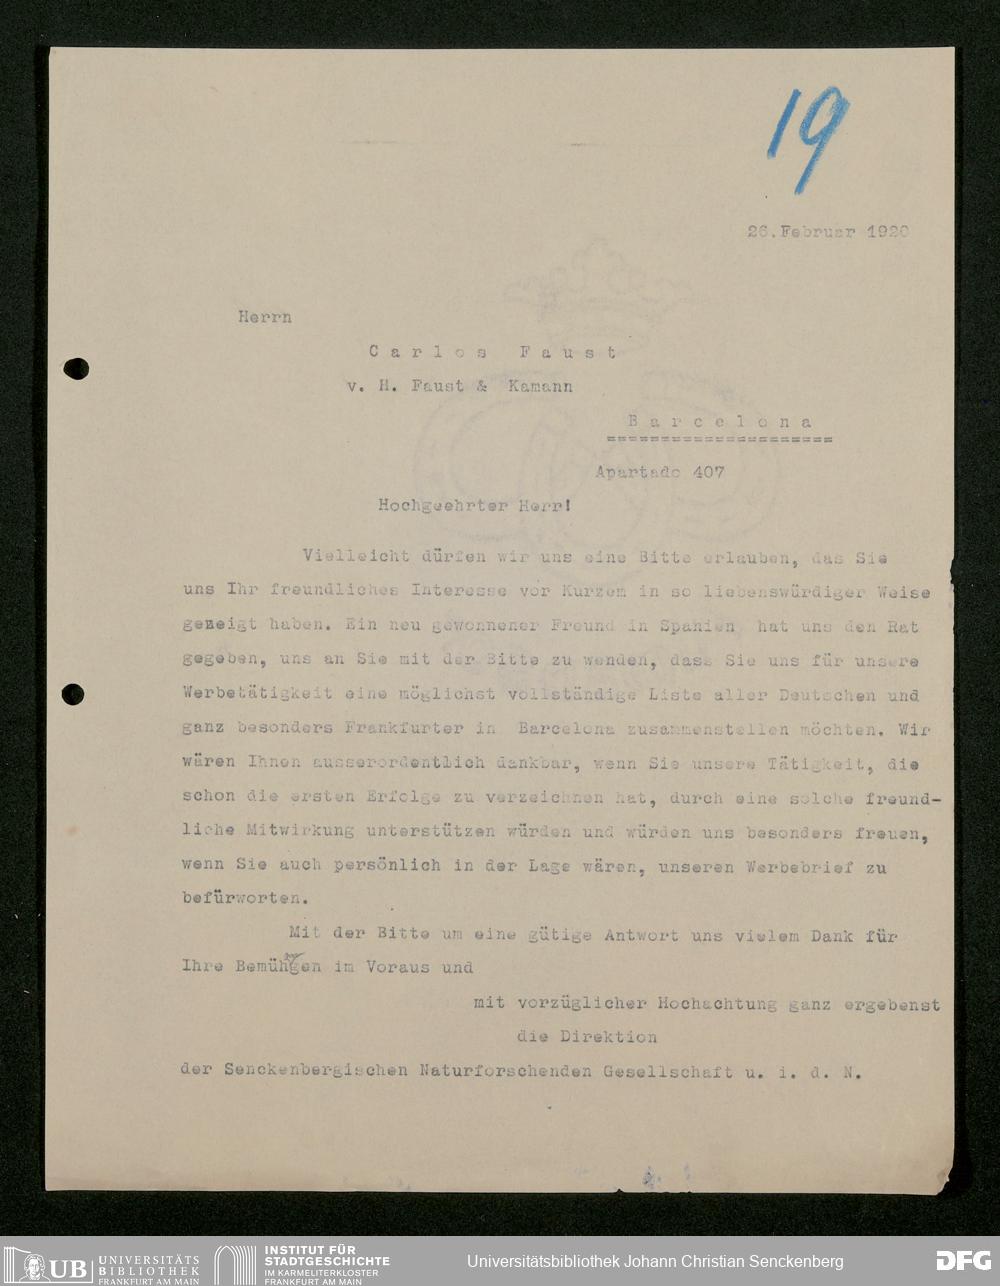 19
26.Februar 1920
Herrn
Carlos Faust
v. H. Faust & Kamann
Barcelona
====================
Apartado 407
Hochgeehrter Herr!
Vielleicht dürfen wir uns eine Bitte erlauben, das Sie
uns Ihr freundliches Interesse vor Kurzem in so liebenswürdiger Weise
gezeigt haben. Ein neu gewonnener Freund in Spanien hat uns den Rat
gegeben, uns an Sie mit der Bitte zu wenden, dass Sie uns für unsere
Werbetätigkeit eine möglichst vollständige Liste aller Deutschen und
ganz besonders Frankfurter in Barcelona zusammenstellen möchten. Wir
wären Ihnen ausserordentlich dankbar, wenn Sie unsere Tätigkeit, die
schon die ersten Erfolge zu verzeichnen hat, durch eine solche freund-
liche Mitwirkung unterstützen würden und würden uns besonders freuen,
wenn Sie auch persönlich in der Lage wären, unseren Werbebrief zu
befürworten.
Mit der Bitte um eine gütige Antwort uns vielem Dank für
Ihre Bemühgen im Voraus und
mit vorzüglicher Hochachtung ganz ergebenst
die Direktion
der Senckenbergischen Naturforschenden Gesellschaft u. i. d. N.
UB UNIVERSITÄTS BIBLIOTHEK FRANKFURT AM MAIN
INSTITUT FÜR STADTGESCHICHTE IM KARMELITERKLOSTER FRANKFURT AM MAIN
Universitätsbibliothek Johann Christian Senckenberg
DFG